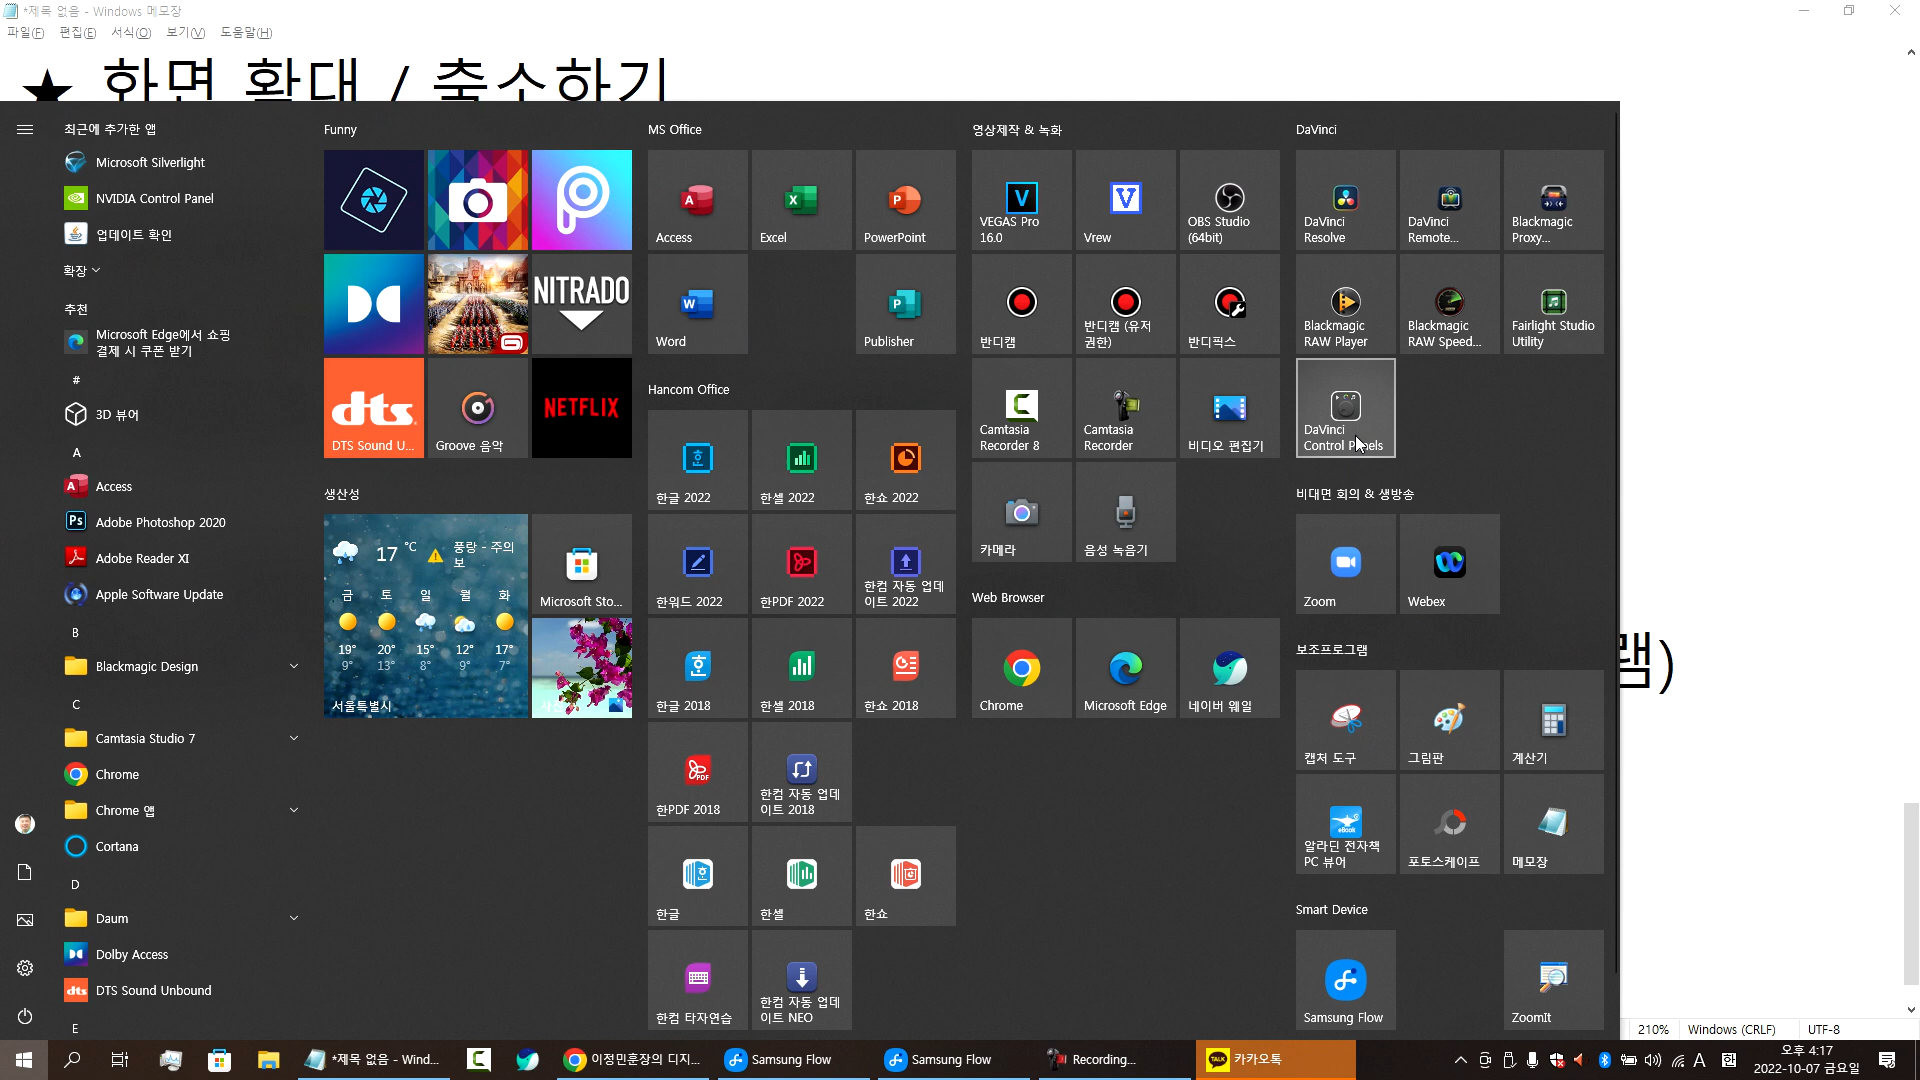 *제목 없음 - Windows 메모장
파일(F) 편집(E) 서식(O) 보기(V) 도움말(H)
★ 화면 확대 / 축소하기
최근에 추가한 앱
Microsoft Silverlight
NVIDIA Control Panel
업데이트 확인
확장
추천
Microsoft Edge에서 쇼핑
결제 시 쿠폰 받기
#
3D 뷰어
A
Access
Adobe Photoshop 2020
Adobe Reader XI
Apple Software Update
B
Blackmagic Design
C
Camtasia Studio 7
Chrome
Chrome 앱
Cortana
D
Daum
Dolby Access
DTS Sound Unbound
E
Funny
NITRADO
dts
DTS Sound U...
Groove 음악
NETFLIX
생산성
17 °C
풍랑 - 주의
보
금 토 일 월 화
19° 20° 15° 12° 17°
9° 13° 8° 9° 7°
서울특별시
Microsoft Sto...
MS Office
Access
Excel
PowerPoint
Word
Publisher
Hancom Office
한글 2022
한셀 2022
한쇼 2022
한워드 2022
한PDF 2022
한컴 자동 업데
이트 2022
한글 2018
한셀 2018
한쇼 2018
한PDF 2018
한컴 자동 업데
이트 2018
한글
한셀
한쇼
한컴 타자연습
한컴 자동 업데
이트 NEO
영상제작 & 녹화
VEGAS Pro
16.0
Vrew
OBS Studio
(64bit)
반디캠
반디캠 (유저
권한)
반디픽스
Camtasia
Recorder 8
Camtasia
Recorder
비디오 편집기
카메라
음성 녹음기
Web Browser
Chrome
Microsoft Edge
네이버 웨일
DaVinci
DaVinci
Resolve
DaVinci
Remote...
Blackmagic
Proxy...
Blackmagic
RAW Player
Blackmagic
RAW Speed...
Fairlight Studio
Utility
DaVinci
Control Panels
비대면 회의 & 생방송
Zoom
Webex
보조프로그램
캡처 도구
그림판
계산기
eBook
알라딘 전자책
PC 뷰어
포토스케이프
메모장
Smart Device
Samsung Flow
ZoomIt
램)
210% Windows (CRLF) UTF-8
*제목 없음 - Wind...
이정민훈장의 디지...
Samsung Flow
Samsung Flow
Recording...
TALK
카카오톡
A
한
오후 4:17
2022-10-07 금요일